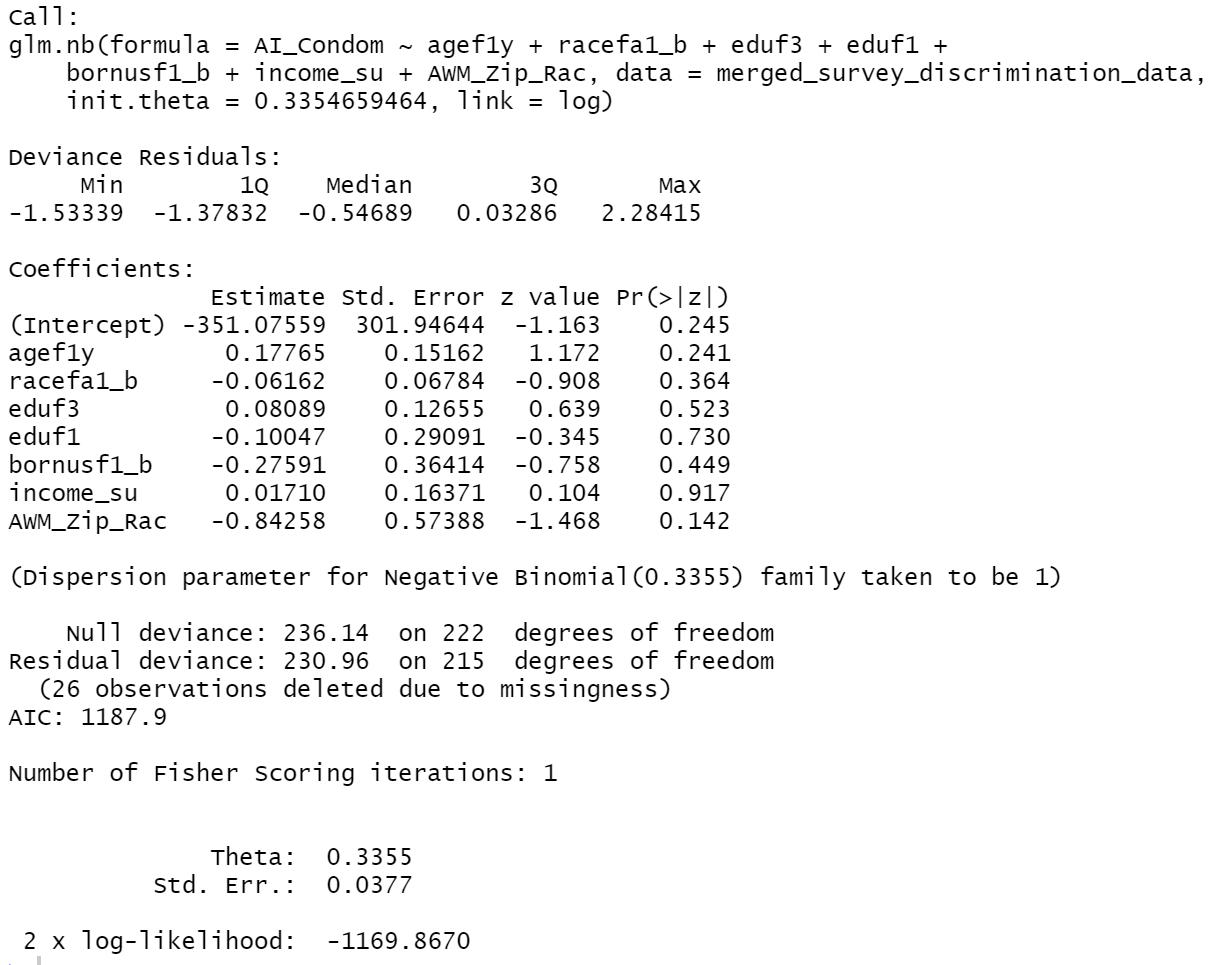 Call:
glm.nb(formula = AI_Condom ~ agef1y + racefa1_b + eduf3 + eduf1 +
    bornusf1_b + income_su + AWM_Zip_Rac, data = merged_survey_discrimination_data,
    init.theta = 0.3354659464, link = log)

Deviance Residuals:
     Min        1Q    Median        3Q       Max
-1.53339  -1.37832  -0.54689   0.03286   2.28415

Coefficients:
              Estimate Std. Error z value Pr(>|z|)
(Intercept) -351.07559  301.94644  -1.163    0.245
agef1y         0.17765    0.15162   1.172    0.241
racefa1_b     -0.06162    0.06784  -0.908    0.364
eduf3          0.08089    0.12655   0.639    0.523
eduf1         -0.10047    0.29091  -0.345    0.730
bornusf1_b    -0.27591    0.36414  -0.758    0.449
income_su      0.01710    0.16371   0.104    0.917
AWM_Zip_Rac   -0.84258    0.57388  -1.468    0.142

(Dispersion parameter for Negative Binomial(0.3355) family taken to be 1)

    Null deviance: 236.14  on 222  degrees of freedom
Residual deviance: 230.96  on 215  degrees of freedom
  (26 observations deleted due to missingness)
AIC: 1187.9

Number of Fisher Scoring iterations: 1


              Theta:  0.3355
          Std. Err.:  0.0377

 2 x log-likelihood:  -1169.8670